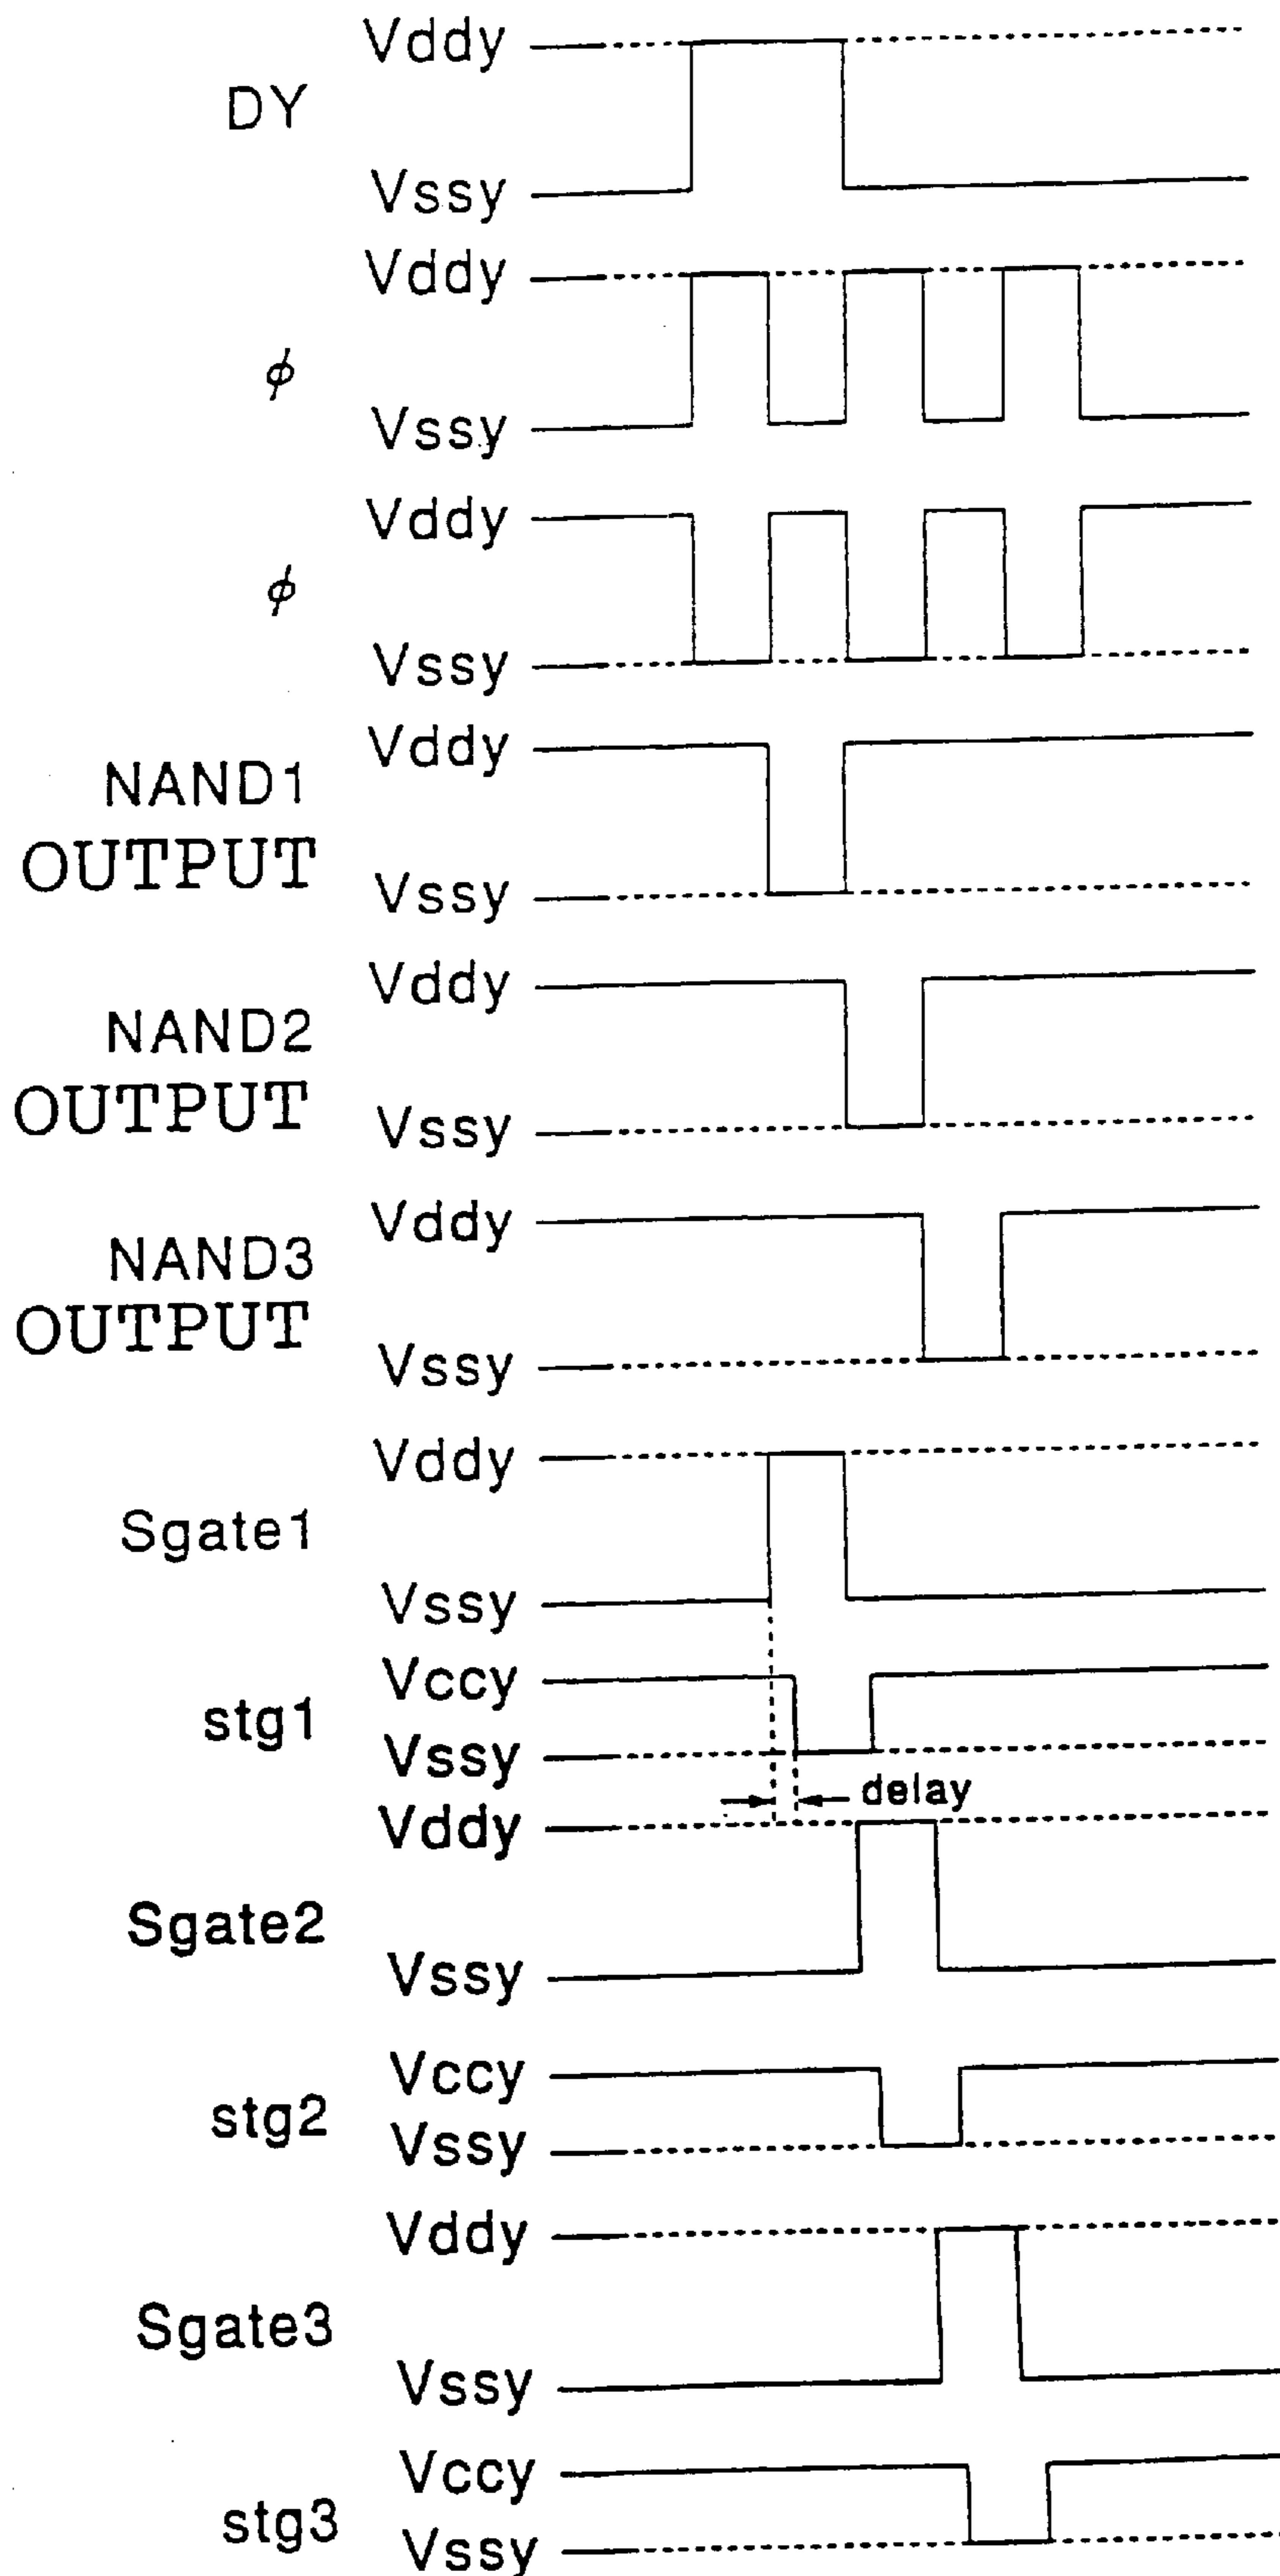 Vddy
DY
Vssy
Vddy
ϕ
Vssy
Vddy
ϕ
Vssy
Vddy
NAND1
OUTPUT
Vssy
Vddy
NAND2
OUTPUT
Vssy
Vddy
NAND3
OUTPUT
Vssy
Vddy
Sgate1
Vssy
Vccy
stg1
Vssy
delay
Vddy
Sgate2
Vssy
Vccy
stg2
Vssy
Vddy
Sgate3
Vssy
Vccy
stg3
Vssy